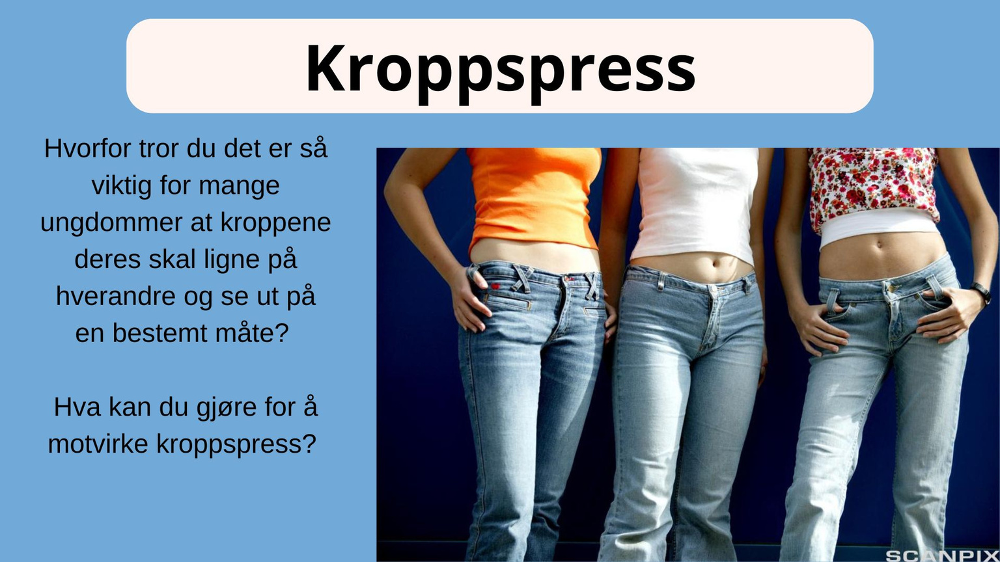 Kroppspress
Hvorfor tror du det er så
viktig for mange
ungdommer at kroppene
deres skal ligne på
hverandre og se ut på
en bestemt måte?
Hva kan du gjøre for å
motvirke kroppspress?
SCANPIX